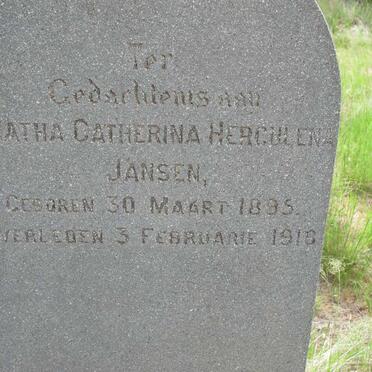 Ter
Gedachtenis aan
ATHA CATHERINA HERCULENA
JANSEN,
GEBOREN 30 MAART 1895.
VERLEDEN 3 FEBRUARIE 1916